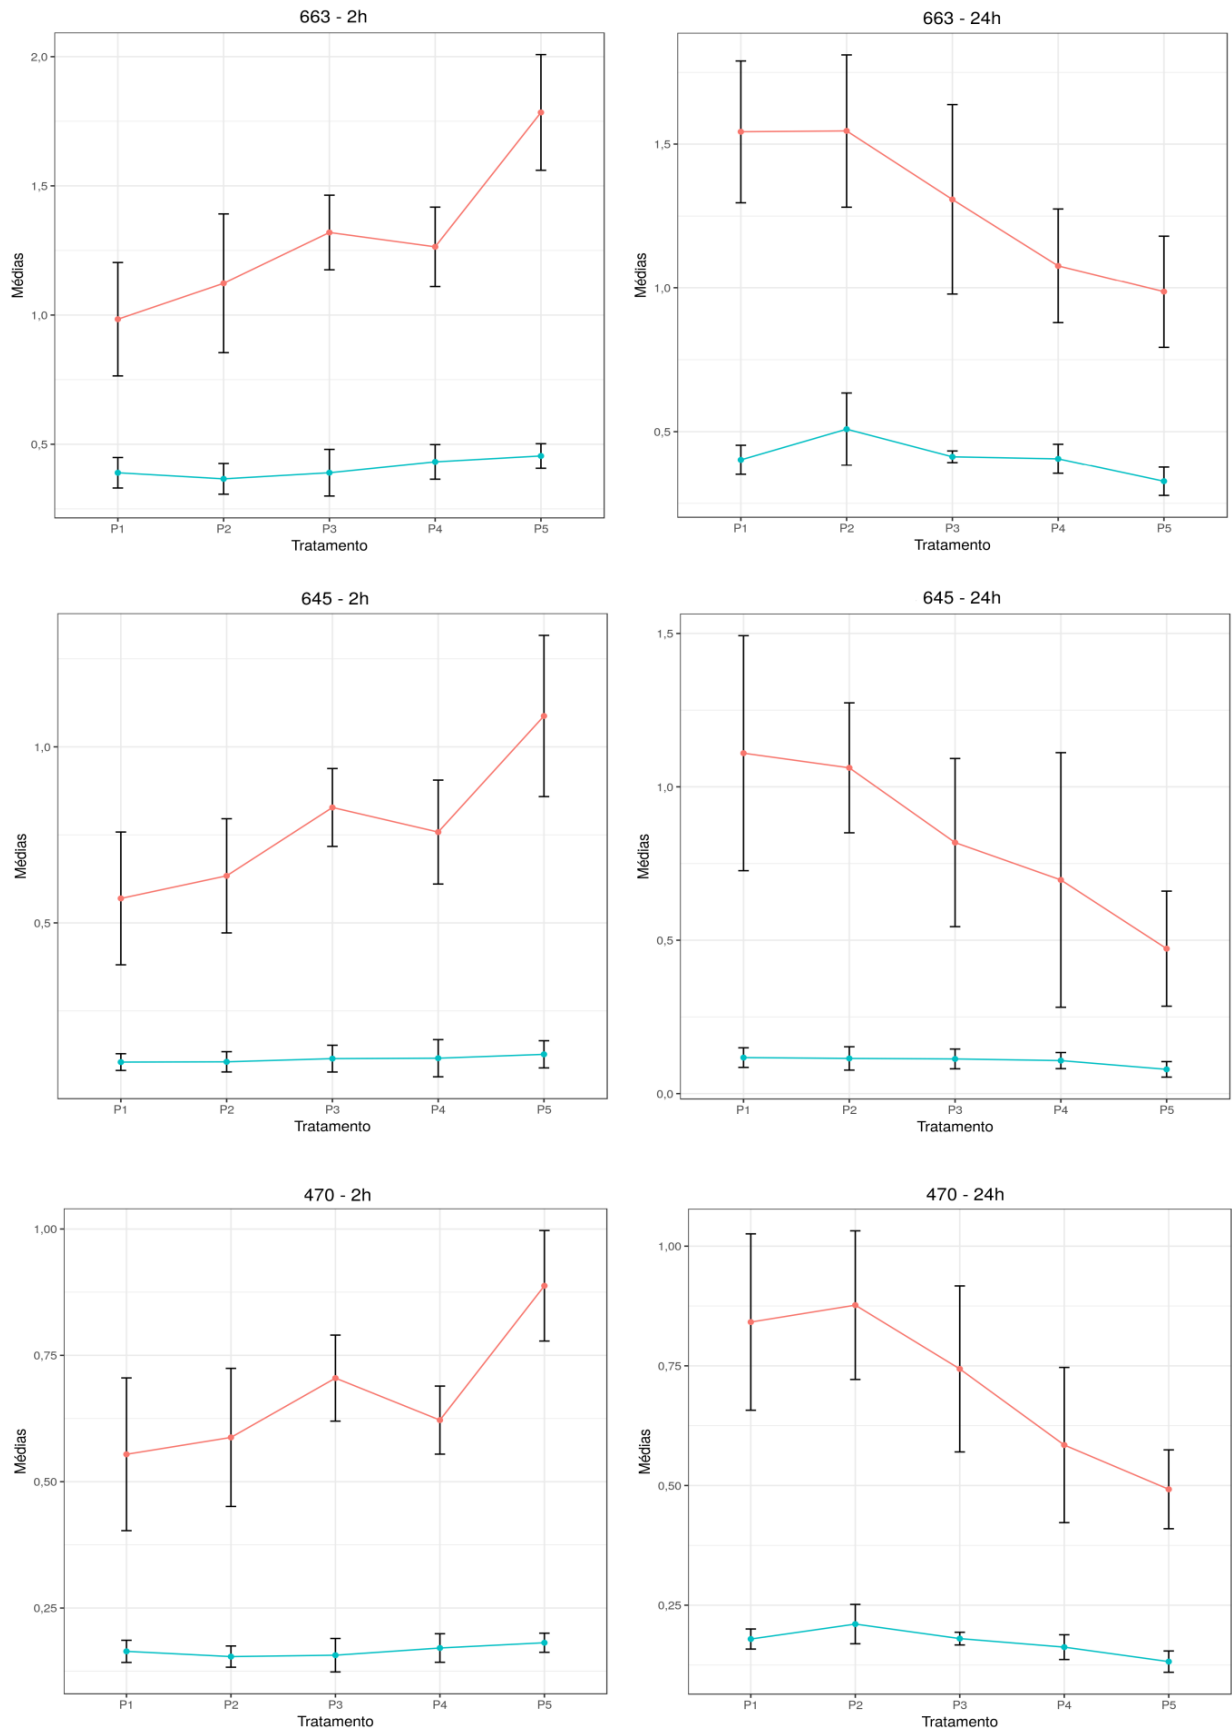 663 - 2h
2,0
1,5
1,0
0,5
Médias
P1 P2 P3 P4 P5
Tratamento
663 - 24h
1,5
1,0
0,5
Médias
P1 P2 P3 P4 P5
Tratamento
645 - 2h
1,0
0,5
Médias
P1 P2 P3 P4 P5
Tratamento
645 - 24h
1,5
1,0
0,5
0,0
Médias
P1 P2 P3 P4 P5
Tratamento
470 - 2h
1,00
0,75
0,50
0,25
Médias
P1 P2 P3 P4 P5
Tratamento
470 - 24h
1,00
0,75
0,50
0,25
Médias
P1 P2 P3 P4 P5
Tratamento